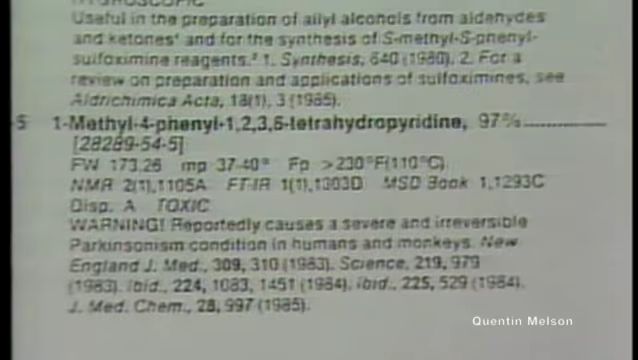 Useful in the preparation of allyl alcohols from aldehydes
and ketones¹ and for the synthesis of S-methyl-S-phenyl-
sulfoximine reagents.² 1. Synthesis, 640 (1980). 2. For a
review on preparation and applications of sulfoximines, see
Aldrichimica Acta, 18(1), 3 (1985).
5 1-Methyl-4-phenyl-1,2,3,6-tetrahydropyridine, 97%
[28289-54-5]
FW 173.26 mp 37-40° Fp >230°F(110°C)
NMR 2(1),1105A FT-IR 1(1),1303D MSD Book 1,1293C
Disp. A TOXIC
WARNING! Reportedly causes a severe and irreversible
Parkinsonism condition in humans and monkeys. New
England J. Med., 309, 310 (1983). Science, 219, 979
(1983). ibid., 224, 1083, 1451 (1984). ibid., 225, 529 (1984).
J. Med. Chem., 28, 997 (1985).
Quentin Melson